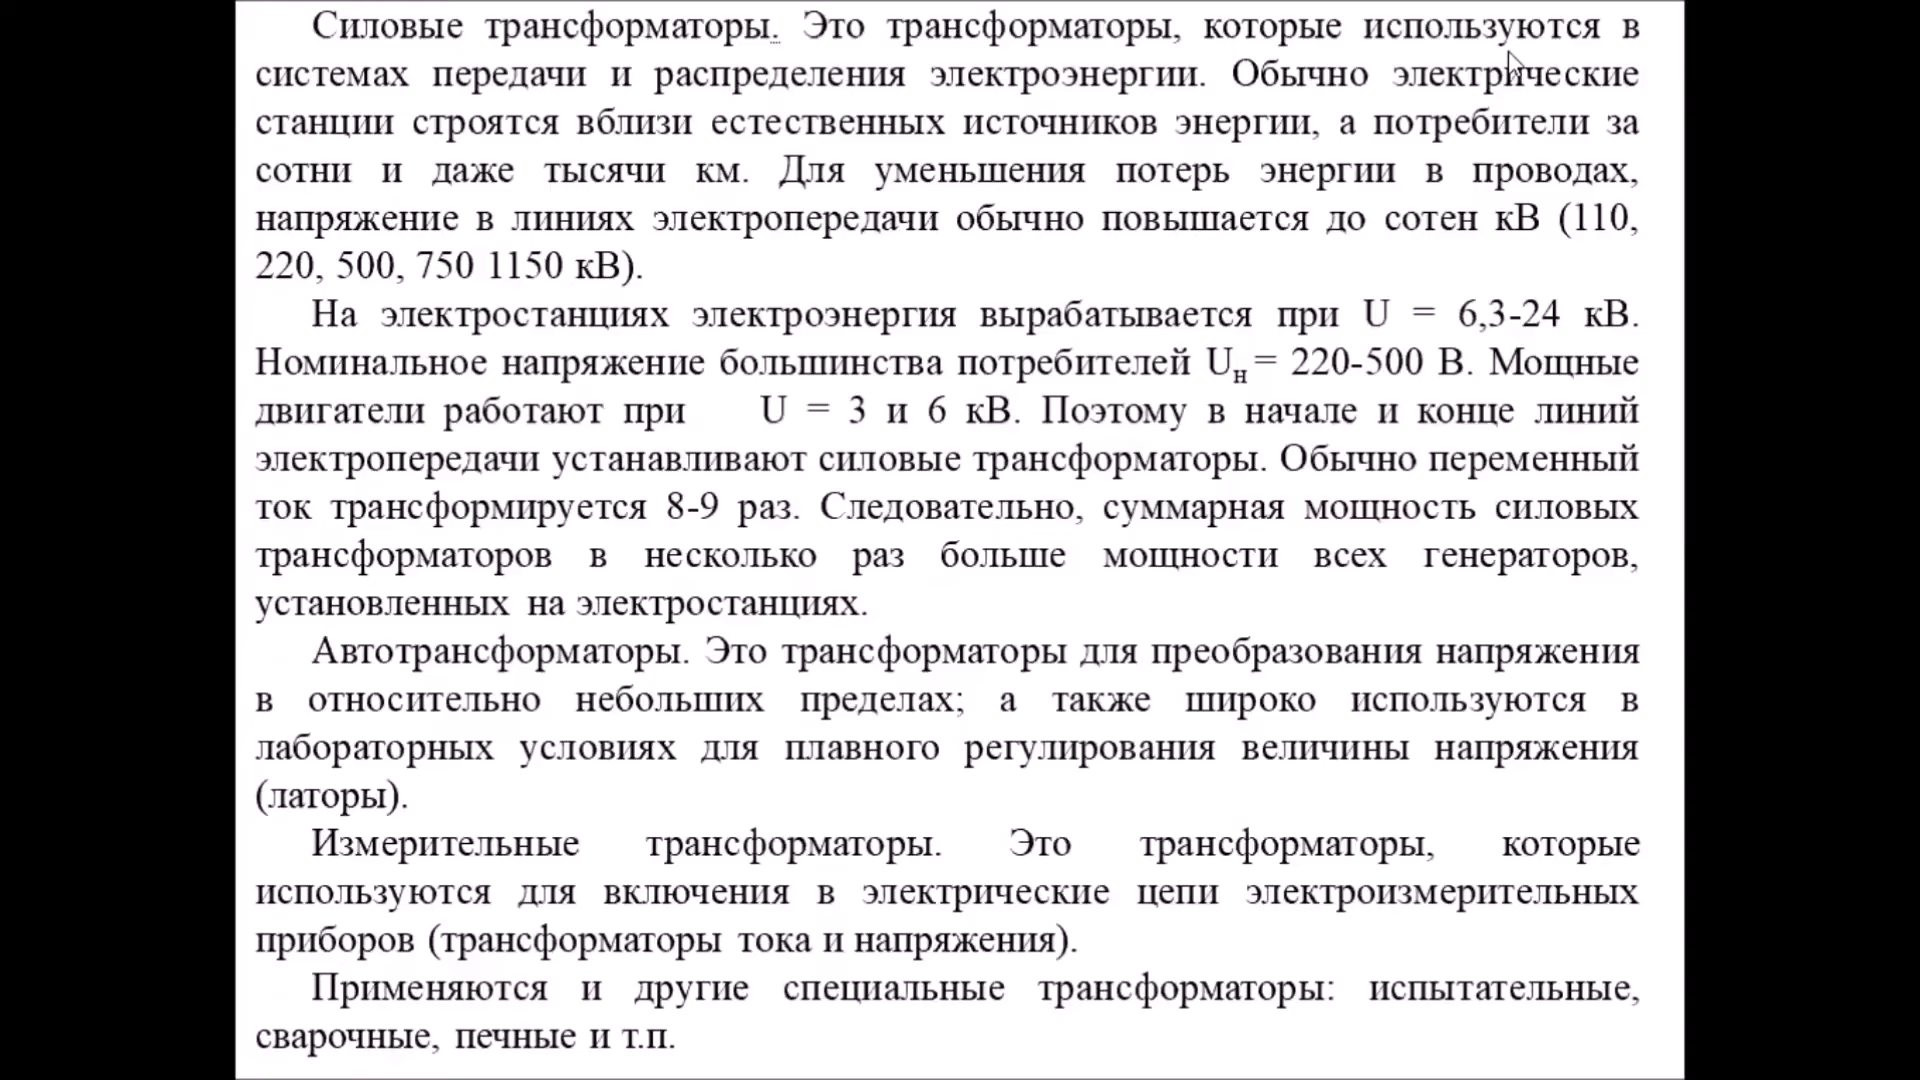 Силовые трансформаторы. Это трансформаторы, которые используются в
системах передачи и распределения электроэнергии. Обычно электрические
станции строятся вблизи естественных источников энергии, а потребители за
сотни и даже тысячи км. Для уменьшения потерь энергии в проводах,
напряжение в линиях электропередачи обычно повышается до сотен кВ (110,
220, 500, 750 1150 кВ).
На электростанциях электроэнергия вырабатывается при U = 6,3-24 кВ.
Номинальное напряжение большинства потребителей Uн = 220-500 В. Мощные
двигатели работают при U = 3 и 6 кВ. Поэтому в начале и конце линий
электропередачи устанавливают силовые трансформаторы. Обычно переменный
ток трансформируется 8-9 раз. Следовательно, суммарная мощность силовых
трансформаторов в несколько раз больше мощности всех генераторов,
установленных на электростанциях.
Автотрансформаторы. Это трансформаторы для преобразования напряжения
в относительно небольших пределах; а также широко используются в
лабораторных условиях для плавного регулирования величины напряжения
(латоры).
Измерительные трансформаторы. Это трансформаторы, которые
используются для включения в электрические цепи электроизмерительных
приборов (трансформаторы тока и напряжения).
Применяются и другие специальные трансформаторы: испытательные,
сварочные, печные и т.п.